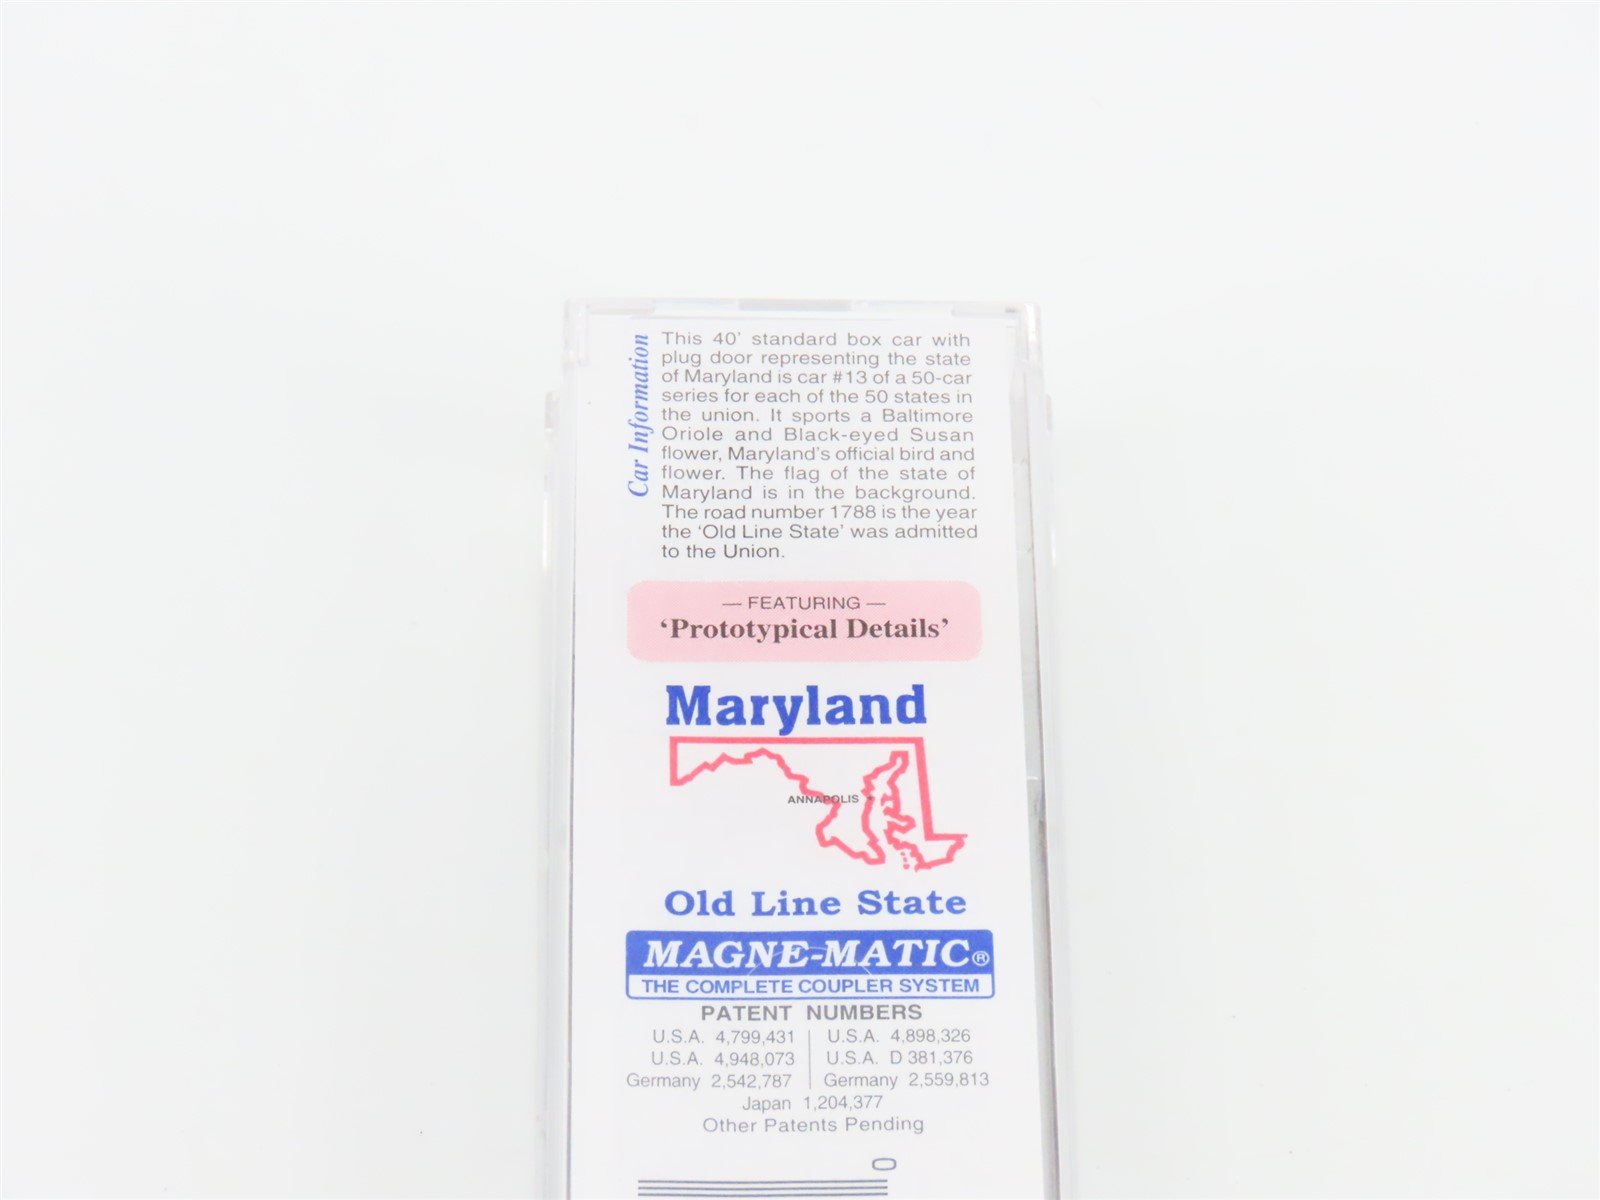 Car Information
This 40' standard box car with
plug door representing the state
of Maryland is car #13 of a 50-car
series for each of the 50 states in
the union. It sports a Baltimore
Oriole and Black-eyed Susan
flower, Maryland's official bird and
flower. The flag of the state of
Maryland is in the background.
The road number 1788 is the year
the 'Old Line State' was admitted
to the Union.
— FEATURING —
'Prototypical Details'
Maryland
ANNAPOLIS
Old Line State
MAGNE-MATIC®
THE COMPLETE COUPLER SYSTEM
PATENT NUMBERS
U.S.A. 4,799,431 U.S.A. 4,898,326
U.S.A. 4,948,073 U.S.A. D 381,376
Germany 2,542,787 Germany 2,559,813
Japan 1,204,377
Other Patents Pending
0